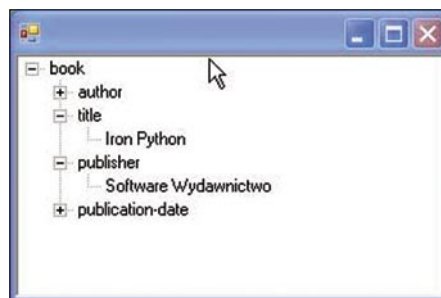 book
author
title
Iron Python
publisher
Software Wydawnictwo
publication-date